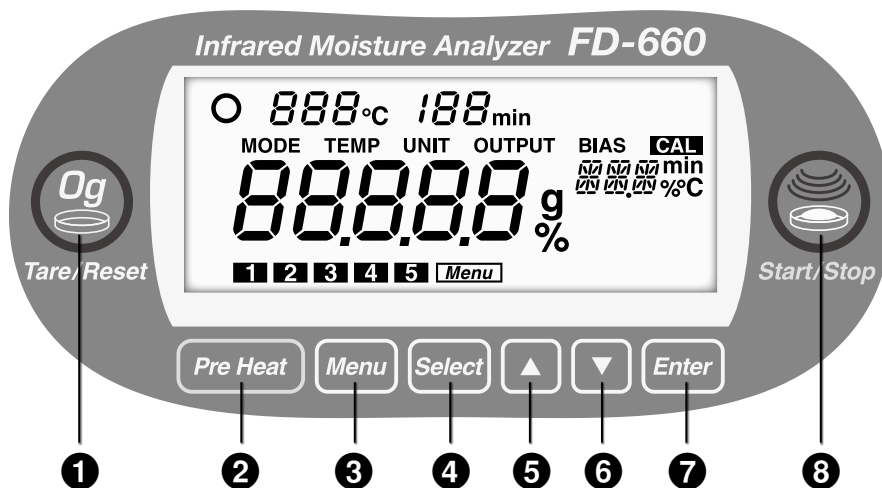 Infrared Moisture Analyzer FD-660
888°C 188min
MODE TEMP UNIT OUTPUT BIAS CAL
0g
888.8.8 g %
min
%°C
Tare/Reset
1 2 3 4 5 Menu
Start/Stop
Pre Heat Menu Select ▲ ▼ Enter
1 2 3 4 5 6 7 8